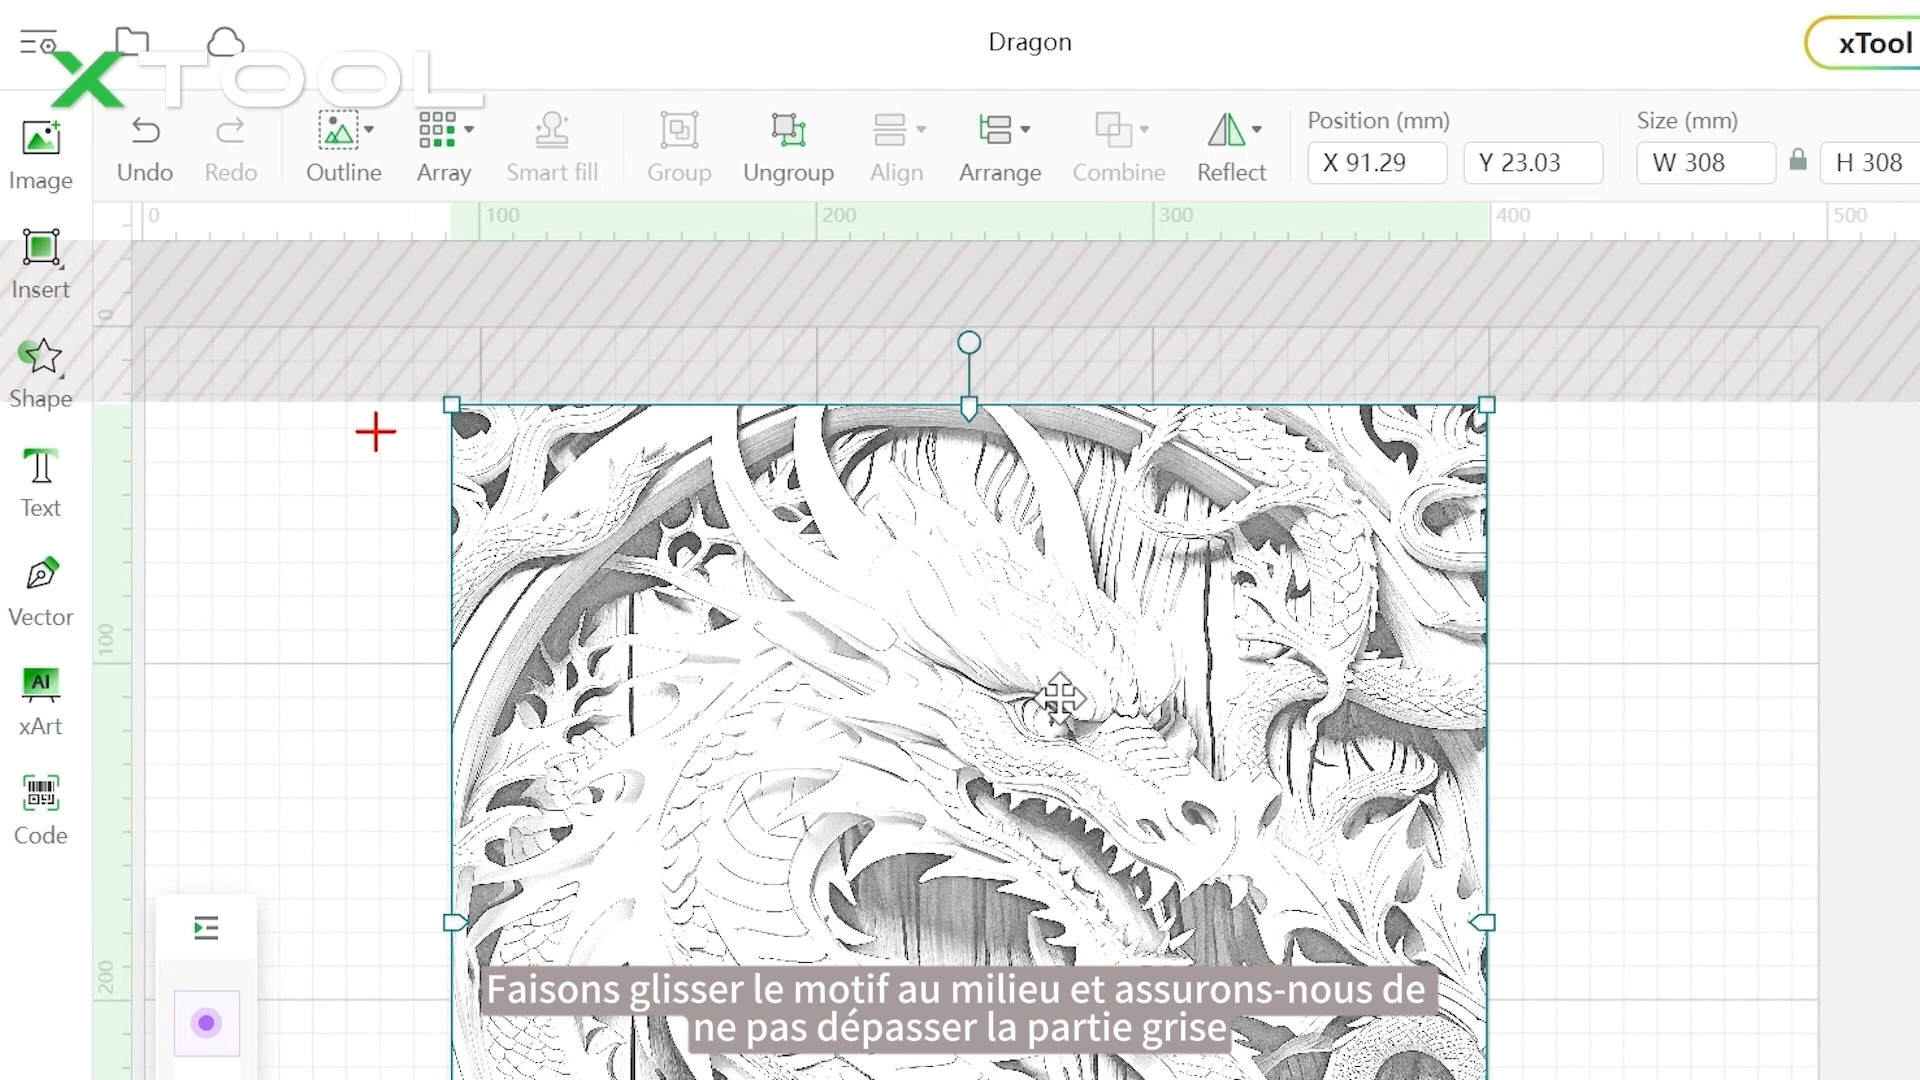 Dragon
xTool
XTOOL
Undo
Redo
Outline
Array
Smart fill
Group
Ungroup
Align
Arrange
Combine
Reflect
Position (mm)
X 91.29
Y 23.03
Size (mm)
W 308
H 308
Image
Insert
Shape
Text
Vector
AI
xArt
Code
0
100
200
300
400
500
0
100
200
Faisons glisser le motif au milieu et assurons-nous de
ne pas dépasser la partie grise